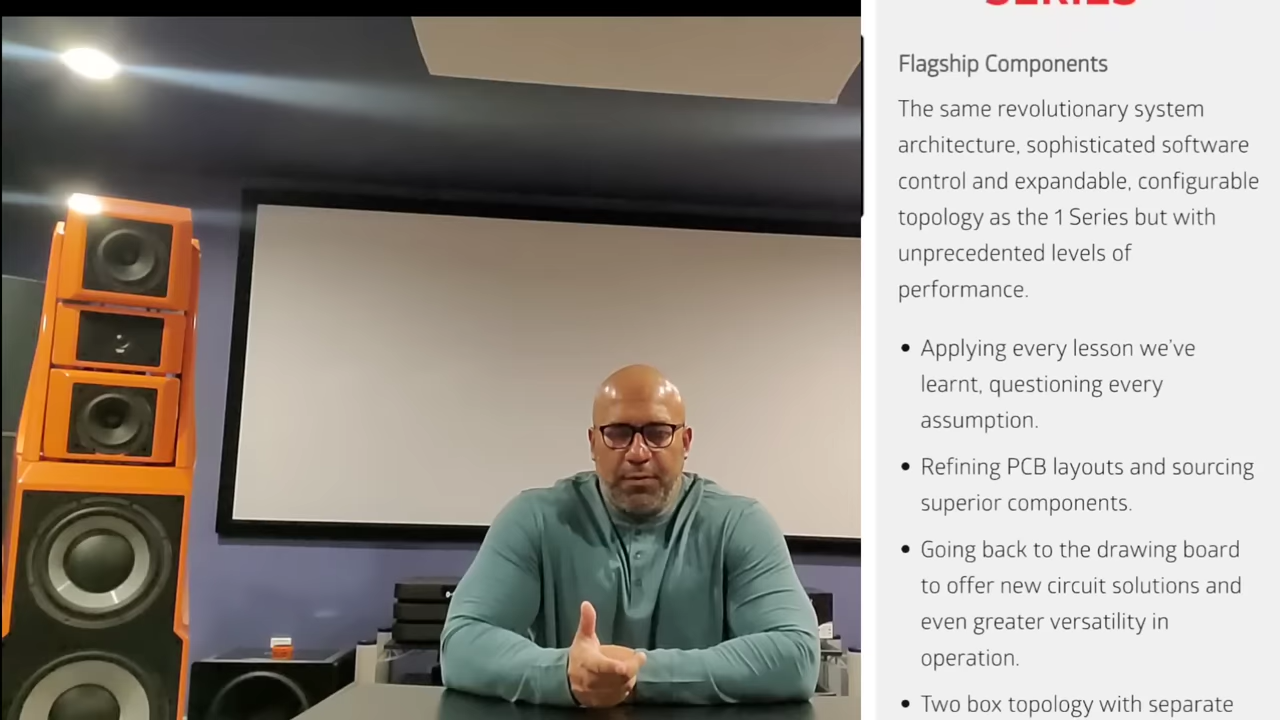 SERIES
Flagship Components
The same revolutionary system
architecture, sophisticated software
control and expandable, configurable
topology as the 1 Series but with
unprecedented levels of
performance.
• Applying every lesson we've
learnt, questioning every
assumption.
• Refining PCB layouts and sourcing
superior components.
• Going back to the drawing board
to offer new circuit solutions and
even greater versatility in
operation.
• Two box topology with separate